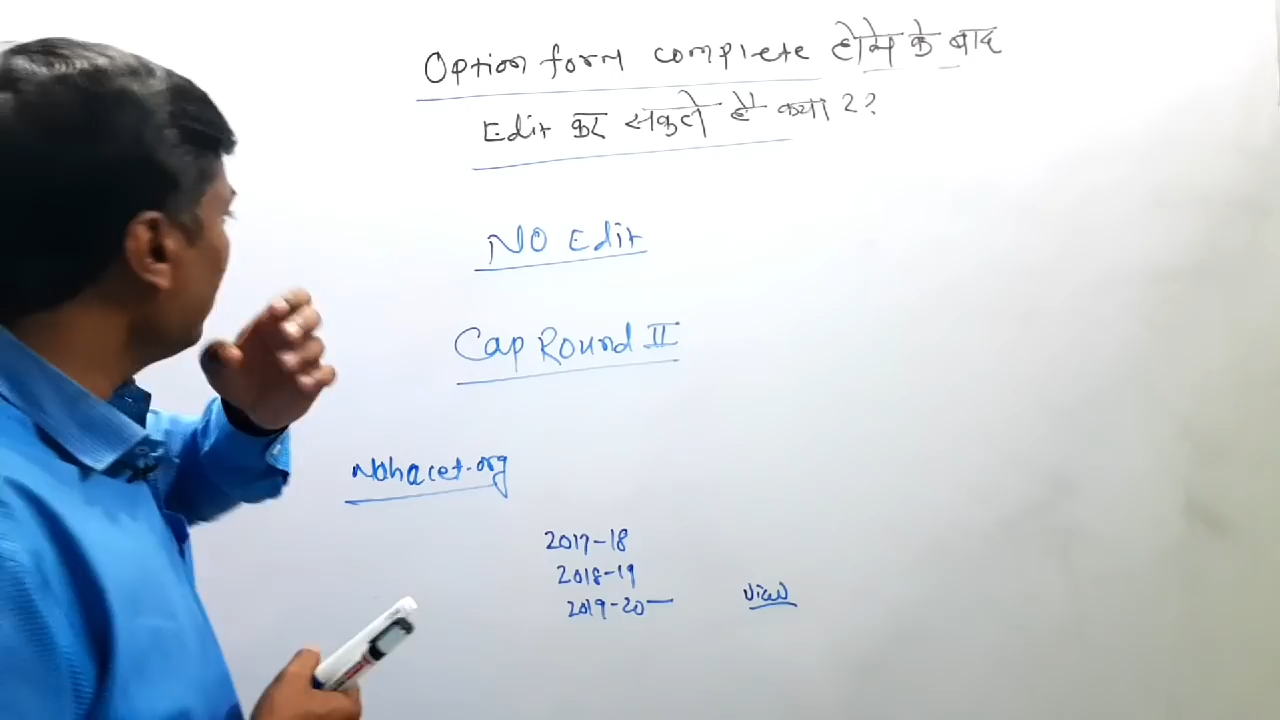 Option form complete होने के बाद
Edit कर सकते है क्या ??
NO Edit
Cap Round II
Mahacet.org
2017-18
2018-19
2019-20— View